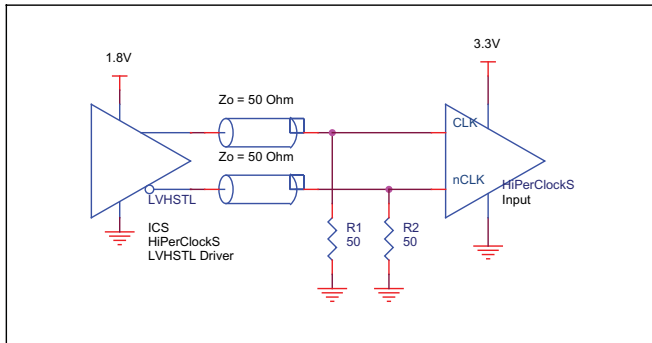 1.8V
3.3V
Zo = 50 Ohm
CLK
Zo = 50 Ohm
nCLK
HiPerClockS
Input
LVHSTL
ICS
HiPerClockS
LVHSTL Driver
R1
50
R2
50